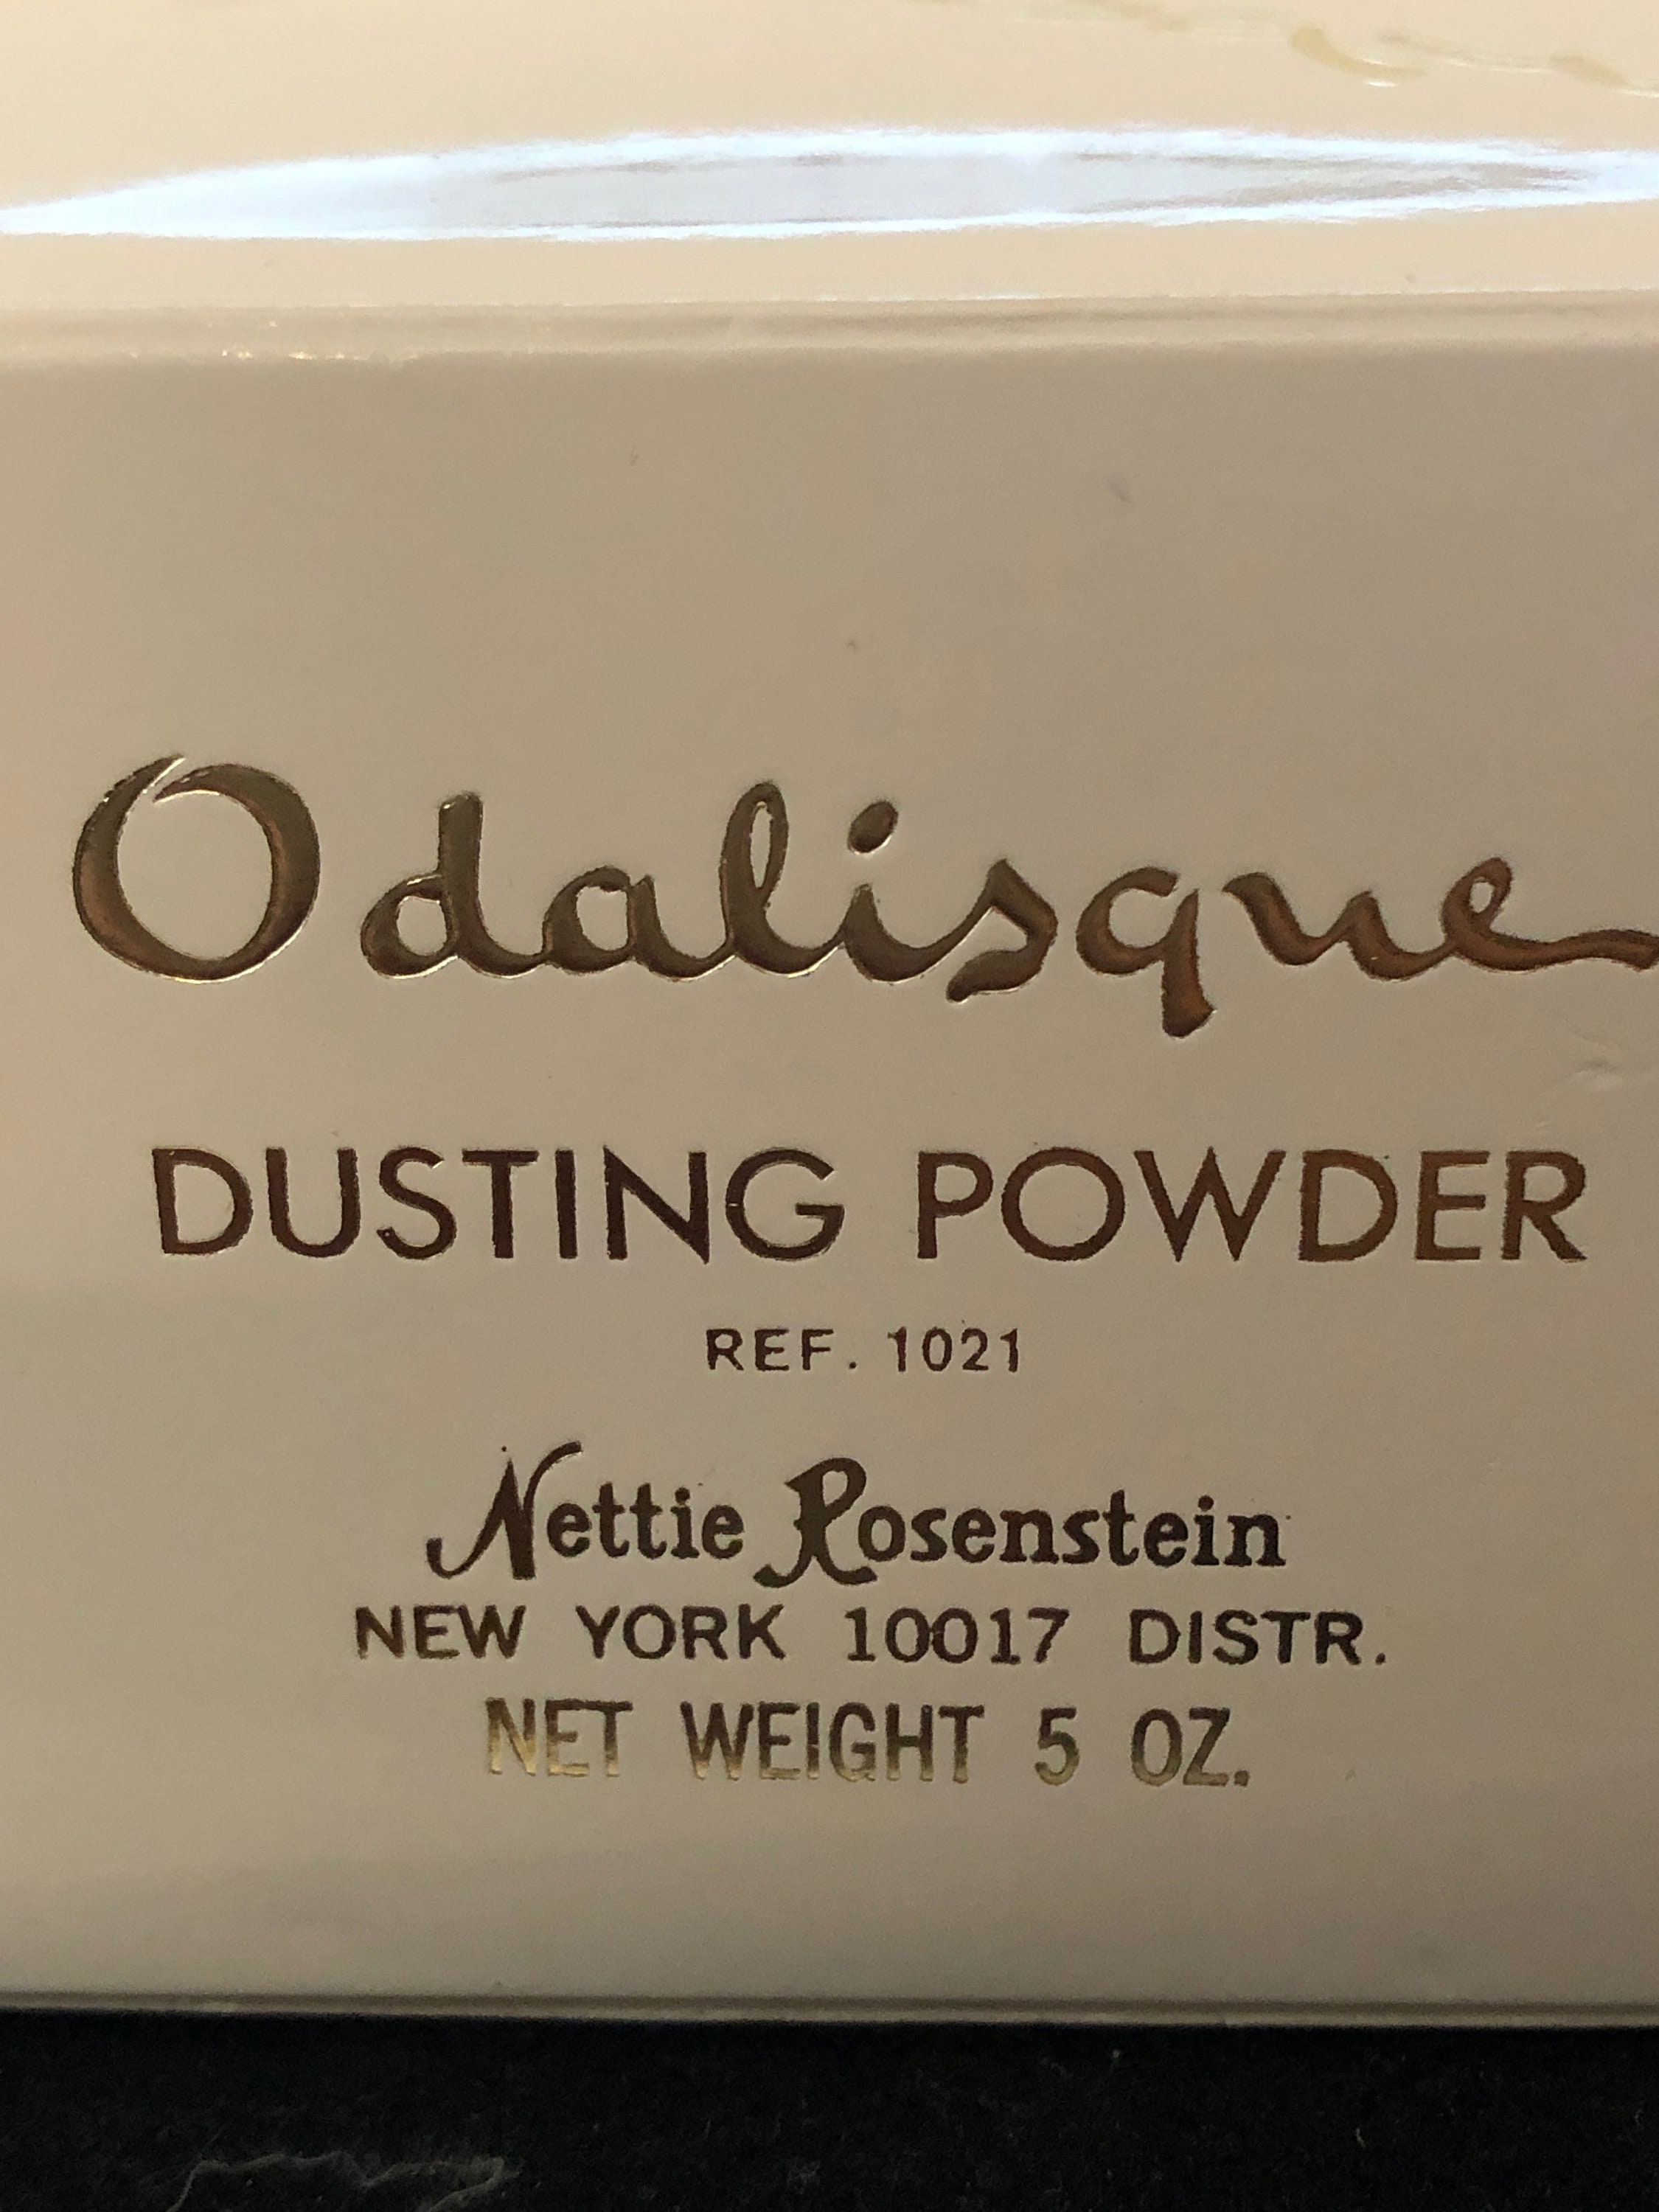 Odalisque
DUSTING POWDER
REF. 1021
Nettie Rosenstein
NEW YORK 10017 DISTR.
NET WEIGHT 5 OZ.